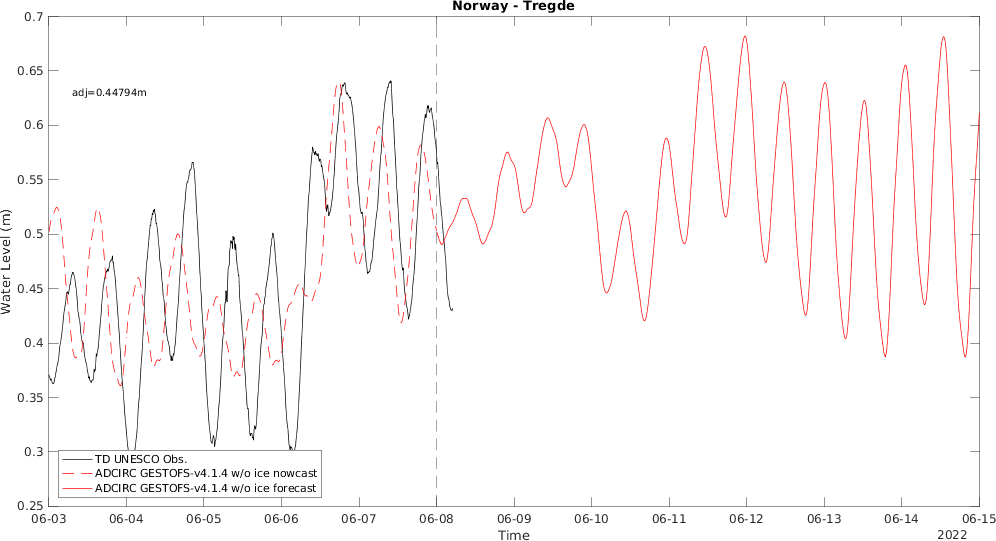 Norway - Tregde
0.7
0.65
0.6
0.55
0.5
0.45
0.4
0.35
0.3
0.25
Water Level (m)
adj=0.44794m
TD UNESCO Obs.
ADCIRC GESTOFS-v4.1.4 w/o ice nowcast
ADCIRC GESTOFS-v4.1.4 w/o ice forecast
06-03 06-04 06-05 06-06 06-07 06-08 06-09 06-10 06-11 06-12 06-13 06-14 06-15
Time
2022